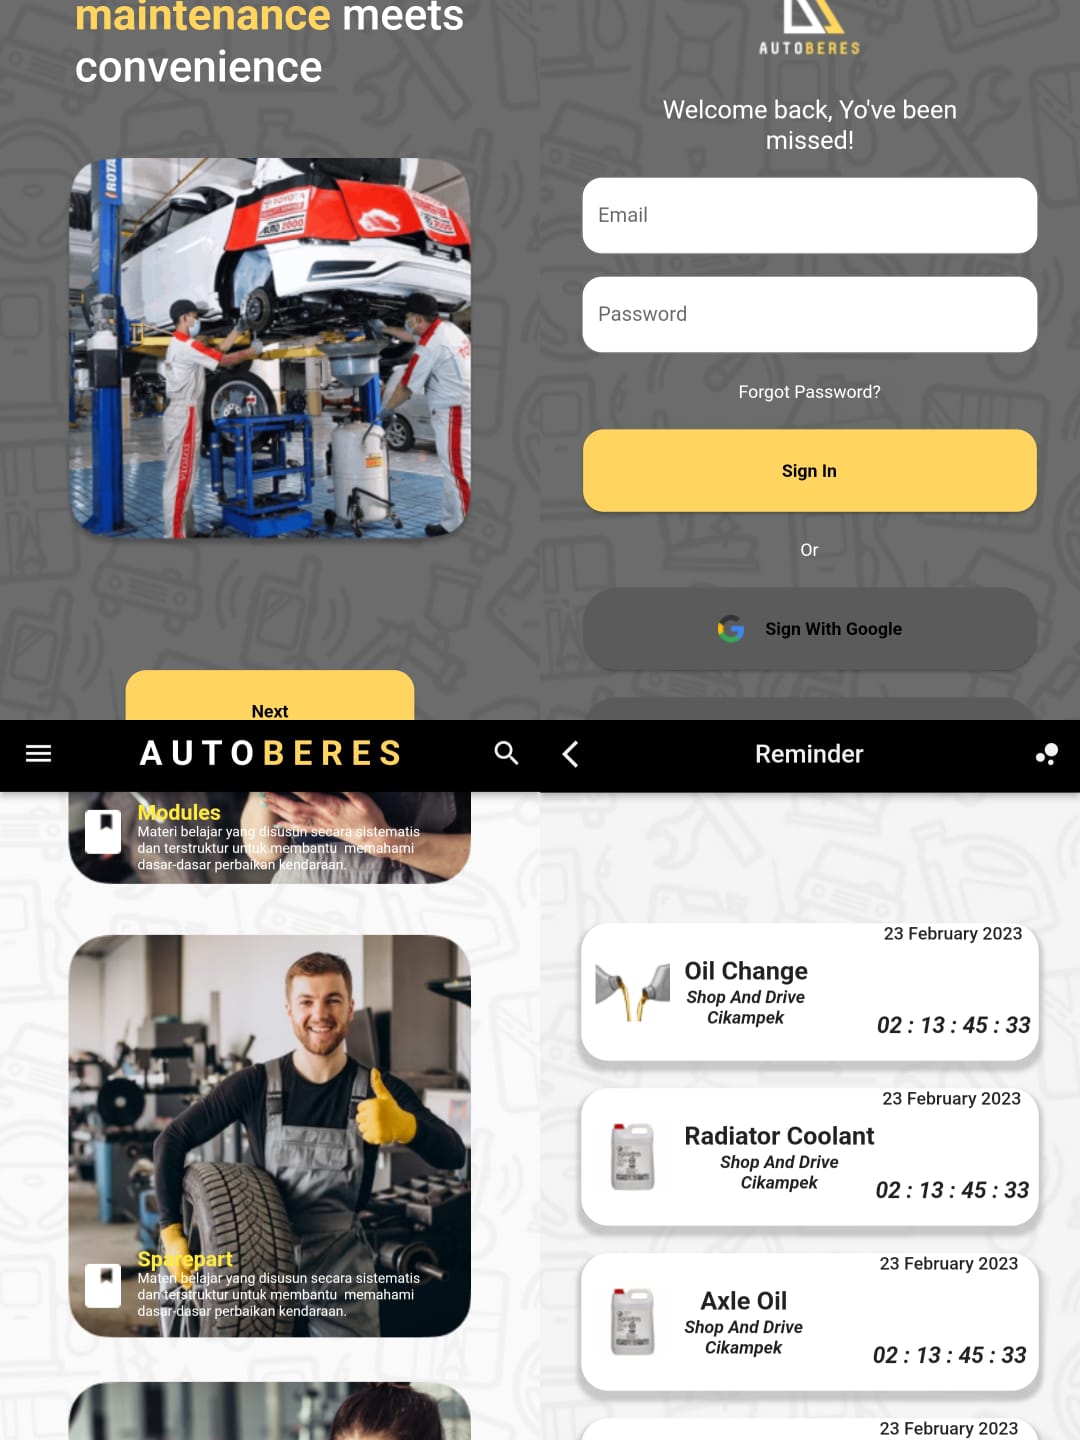 maintenance meets
convenience
ROTA
TOYOTA
AUTO 2000
TOYOTA
Next
AUTOBERES
Welcome back, Yo've been
missed!
Email
Password
Forgot Password?
Sign In
Or
Sign With Google
AUTOBERES
Modules
Materi belajar yang disusun secara sistematis
dan terstruktur untuk membantu memahami
dasar-dasar perbaikan kendaraan.
Sparepart
Materi belajar yang disusun secara sistematis
dan terstruktur untuk membantu memahami
dasar-dasar perbaikan kendaraan.
Reminder
23 February 2023
Oil Change
Shop And Drive
Cikampek
02 : 13 : 45 : 33
23 February 2023
Radiator Coolant
Shop And Drive
Cikampek
02 : 13 : 45 : 33
23 February 2023
Axle Oil
Shop And Drive
Cikampek
02 : 13 : 45 : 33
23 February 2023